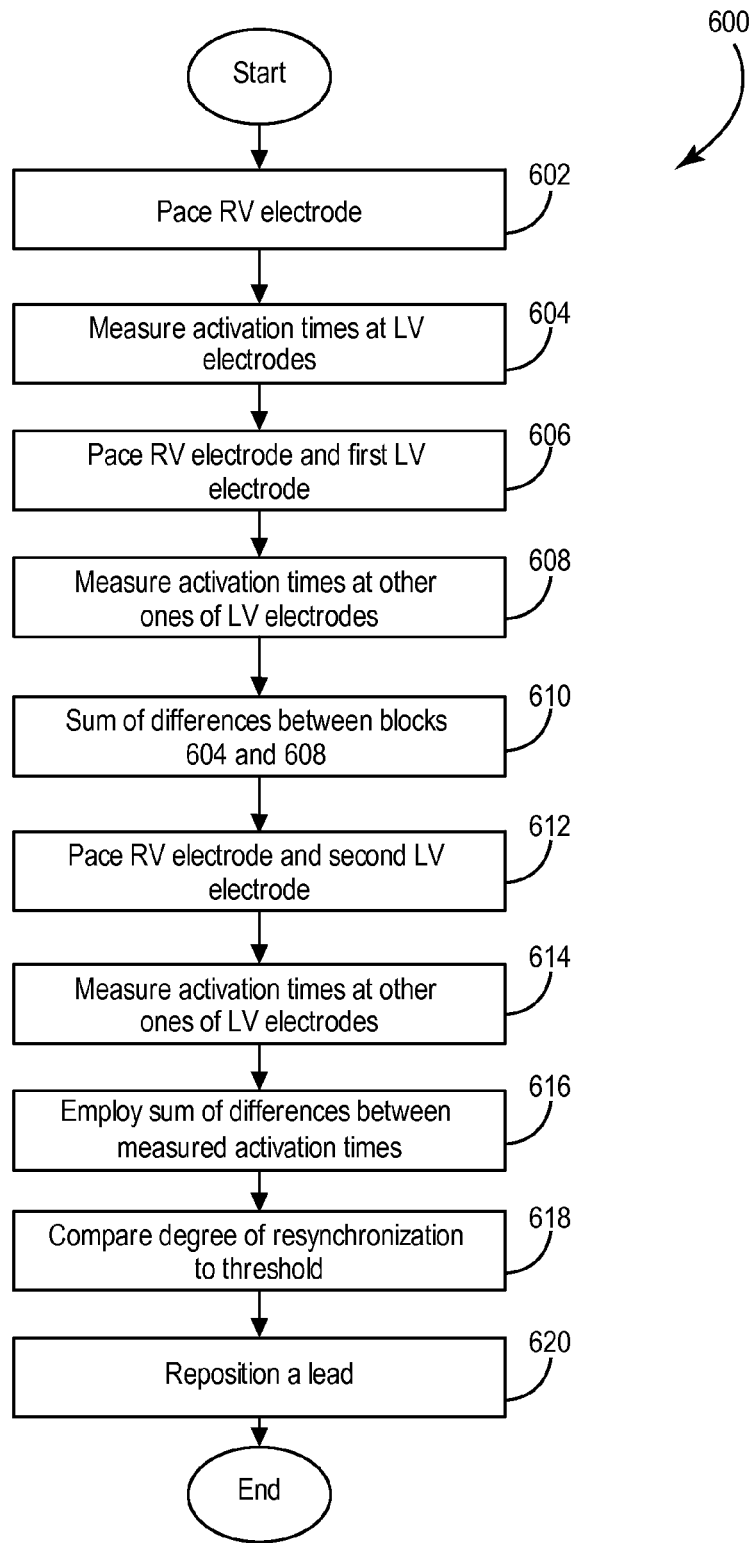 600
Start
602
Pace RV electrode
604
Measure activation times at LV
electrodes
606
Pace RV electrode and first LV
electrode
608
Measure activation times at other
ones of LV electrodes
610
Sum of differences between blocks
604 and 608
612
Pace RV electrode and second LV
electrode
614
Measure activation times at other
ones of LV electrodes
616
Employ sum of differences between
measured activation times
618
Compare degree of resynchronization
to threshold
620
Reposition a lead
End